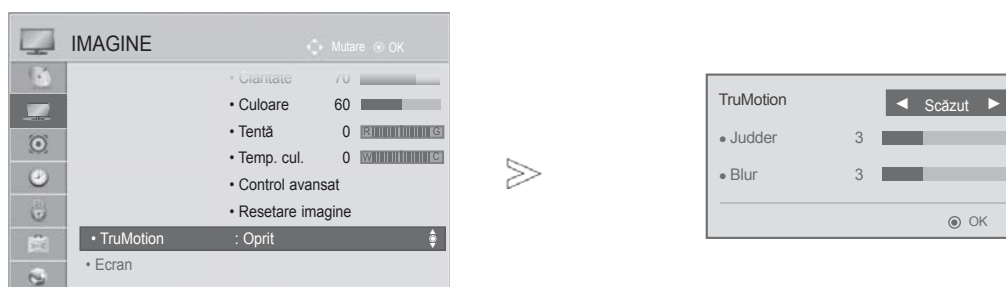 IMAGINE Mutare OK
• Claritate 70
• Culoare 60
• Tentă 0 R G
• Temp. cul. 0 W C
• Control avansat
• Resetare imagine
• TruMotion : Oprit
• Ecran
TruMotion ◄ Scăzut ►
• Judder 3
• Blur 3
OK